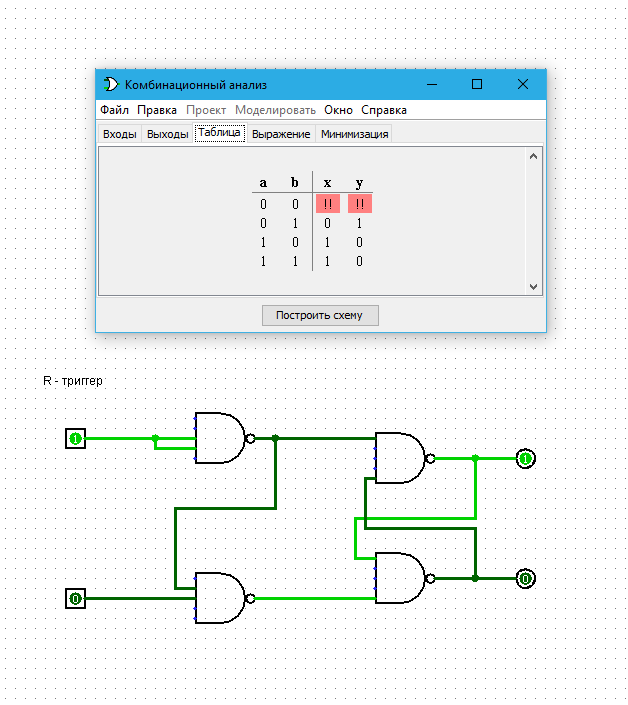 Комбинационный анализ
Файл Правка Проект Моделировать Окно Справка
Входы Выходы Таблица Выражение Минимизация
a b x y
0 0 !! !!
0 1 0 1
1 0 1 0
1 1 1 0
Построить схему
R - триггер
1
1
0
0